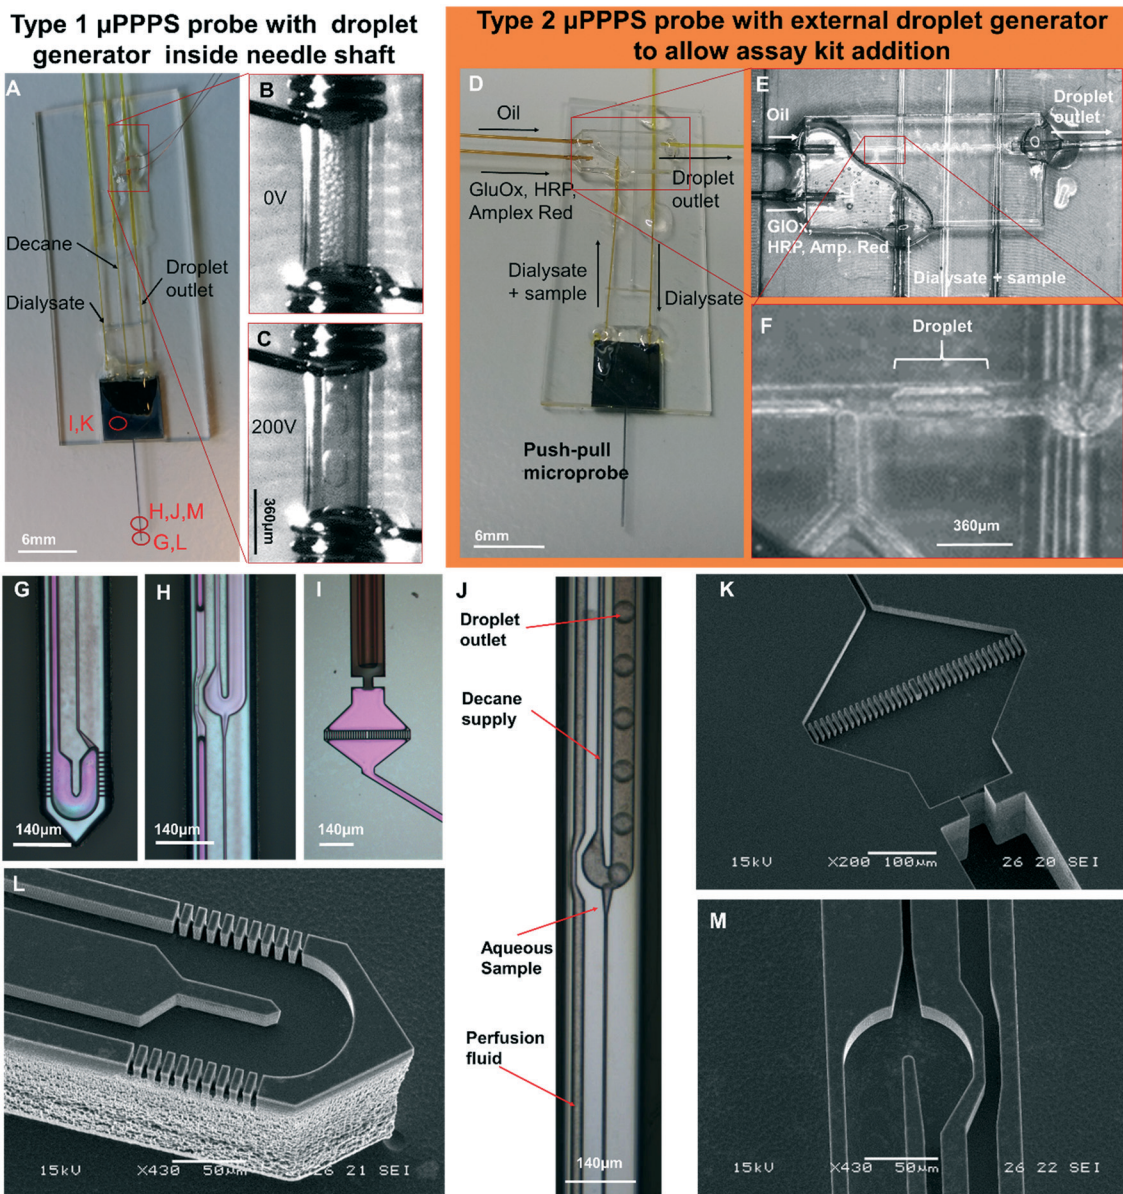 Type 1 µPPPS probe with droplet
generator inside needle shaft
Type 2 µPPPS probe with external droplet generator
to allow assay kit addition
A
Decane
Dialysate
Droplet
outlet
I,K
H,J,M
G,L
6mm
B
0V
C
200V
360µm
D
Oil
GluOx, HRP,
Amplex Red
Droplet
outlet
Dialysate
+ sample
Dialysate
Push-pull
microprobe
6mm
E
Oil
Droplet
outlet
GlOx,
HRP, Amp. Red
Dialysate + sample
F
Droplet
360µm
G
140µm
H
140µm
I
140µm
J
Droplet
outlet
Decane
supply
Aqueous
Sample
Perfusion
fluid
140µm
K
15kV X200 100µm 26 20 SEI
L
15kV X430 50µm 26 21 SEI
M
15kV X430 50µm 26 22 SEI